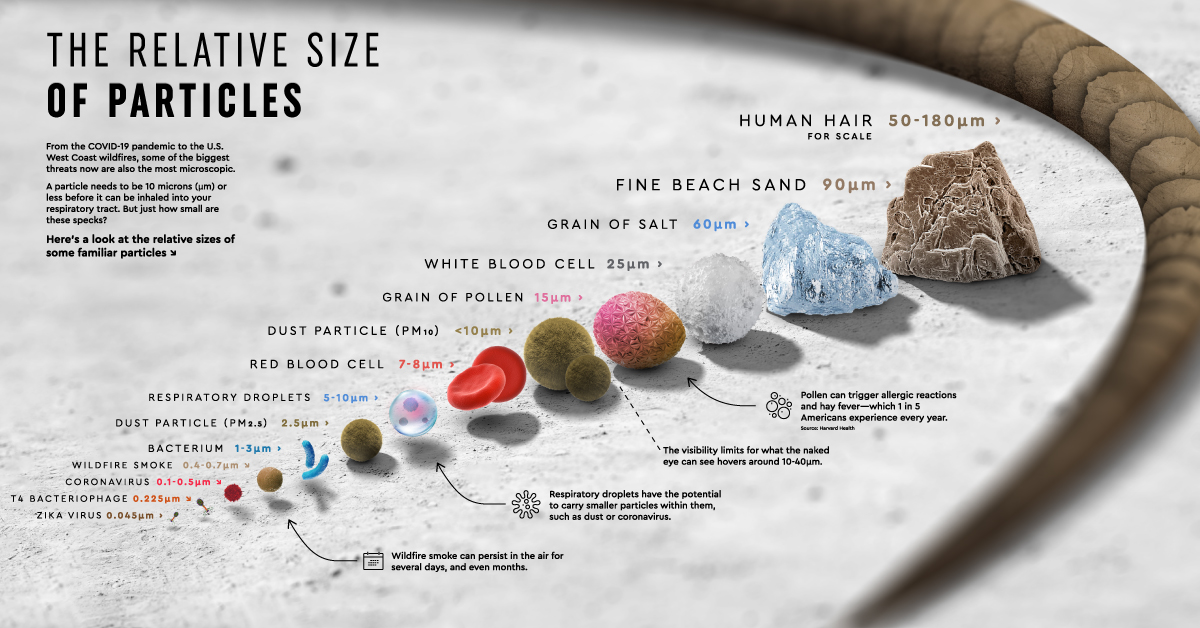 THE RELATIVE SIZE
OF PARTICLES
From the COVID-19 pandemic to the U.S.
West Coast wildfires, some of the biggest
threats now are also the most microscopic.
A particle needs to be 10 microns (µm) or
less before it can be inhaled into your
respiratory tract. But just how small are
these specks?
Here's a look at the relative sizes of
some familiar particles ↘
HUMAN HAIR 50-180µm ›
FOR SCALE
FINE BEACH SAND 90µm ›
GRAIN OF SALT 60µm ›
WHITE BLOOD CELL 25µm ›
GRAIN OF POLLEN 15µm ›
DUST PARTICLE (PM10) <10µm ›
RED BLOOD CELL 7-8µm ›
RESPIRATORY DROPLETS 5-10µm ›
DUST PARTICLE (PM2.5) 2.5µm ›
BACTERIUM 1-3µm ›
WILDFIRE SMOKE 0.4-0.7µm ↘
CORONAVIRUS 0.1-0.5µm ↘
T4 BACTERIOPHAGE 0.225µm ↘
ZIKA VIRUS 0.045µm ›
Pollen can trigger allergic reactions
and hay fever—which 1 in 5
Americans experience every year.
Source: Harvard Health
The visibility limits for what the naked
eye can see hovers around 10-40µm.
Respiratory droplets have the potential
to carry smaller particles within them,
such as dust or coronavirus.
Wildfire smoke can persist in the air for
several days, and even months.